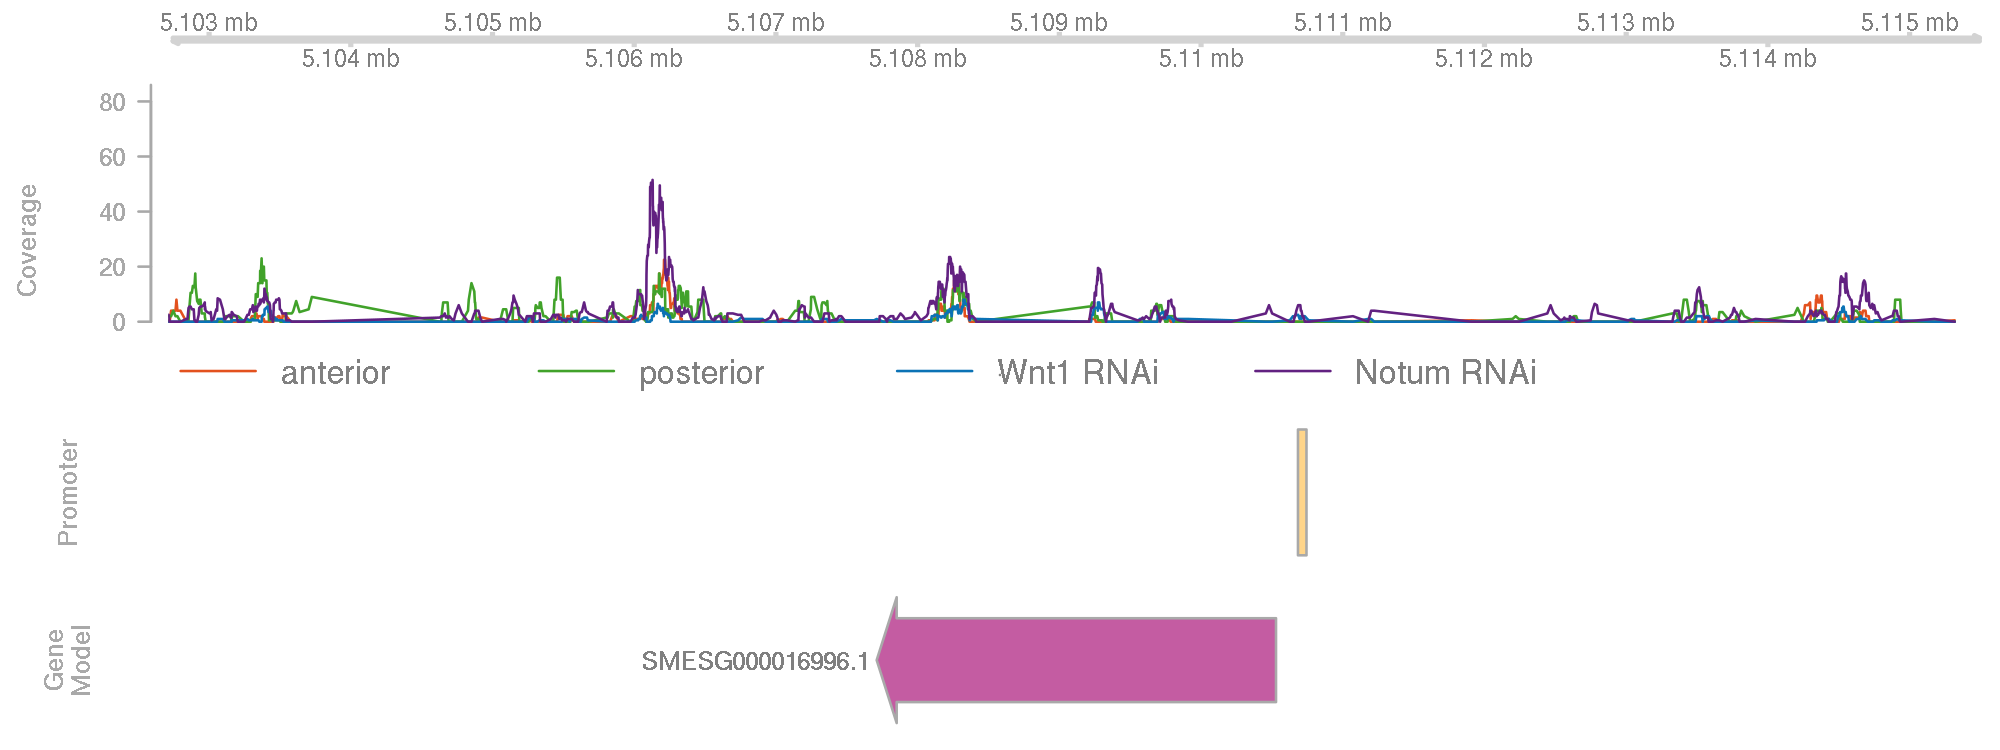 5.103 mb 5.105 mb 5.107 mb 5.109 mb 5.111 mb 5.113 mb 5.115 mb
5.104 mb 5.106 mb 5.108 mb 5.11 mb 5.112 mb 5.114 mb
Coverage
80
60
40
20
0
anterior posterior Wnt1 RNAi Notum RNAi
Promoter
Gene
Model
SMESG000016996.1